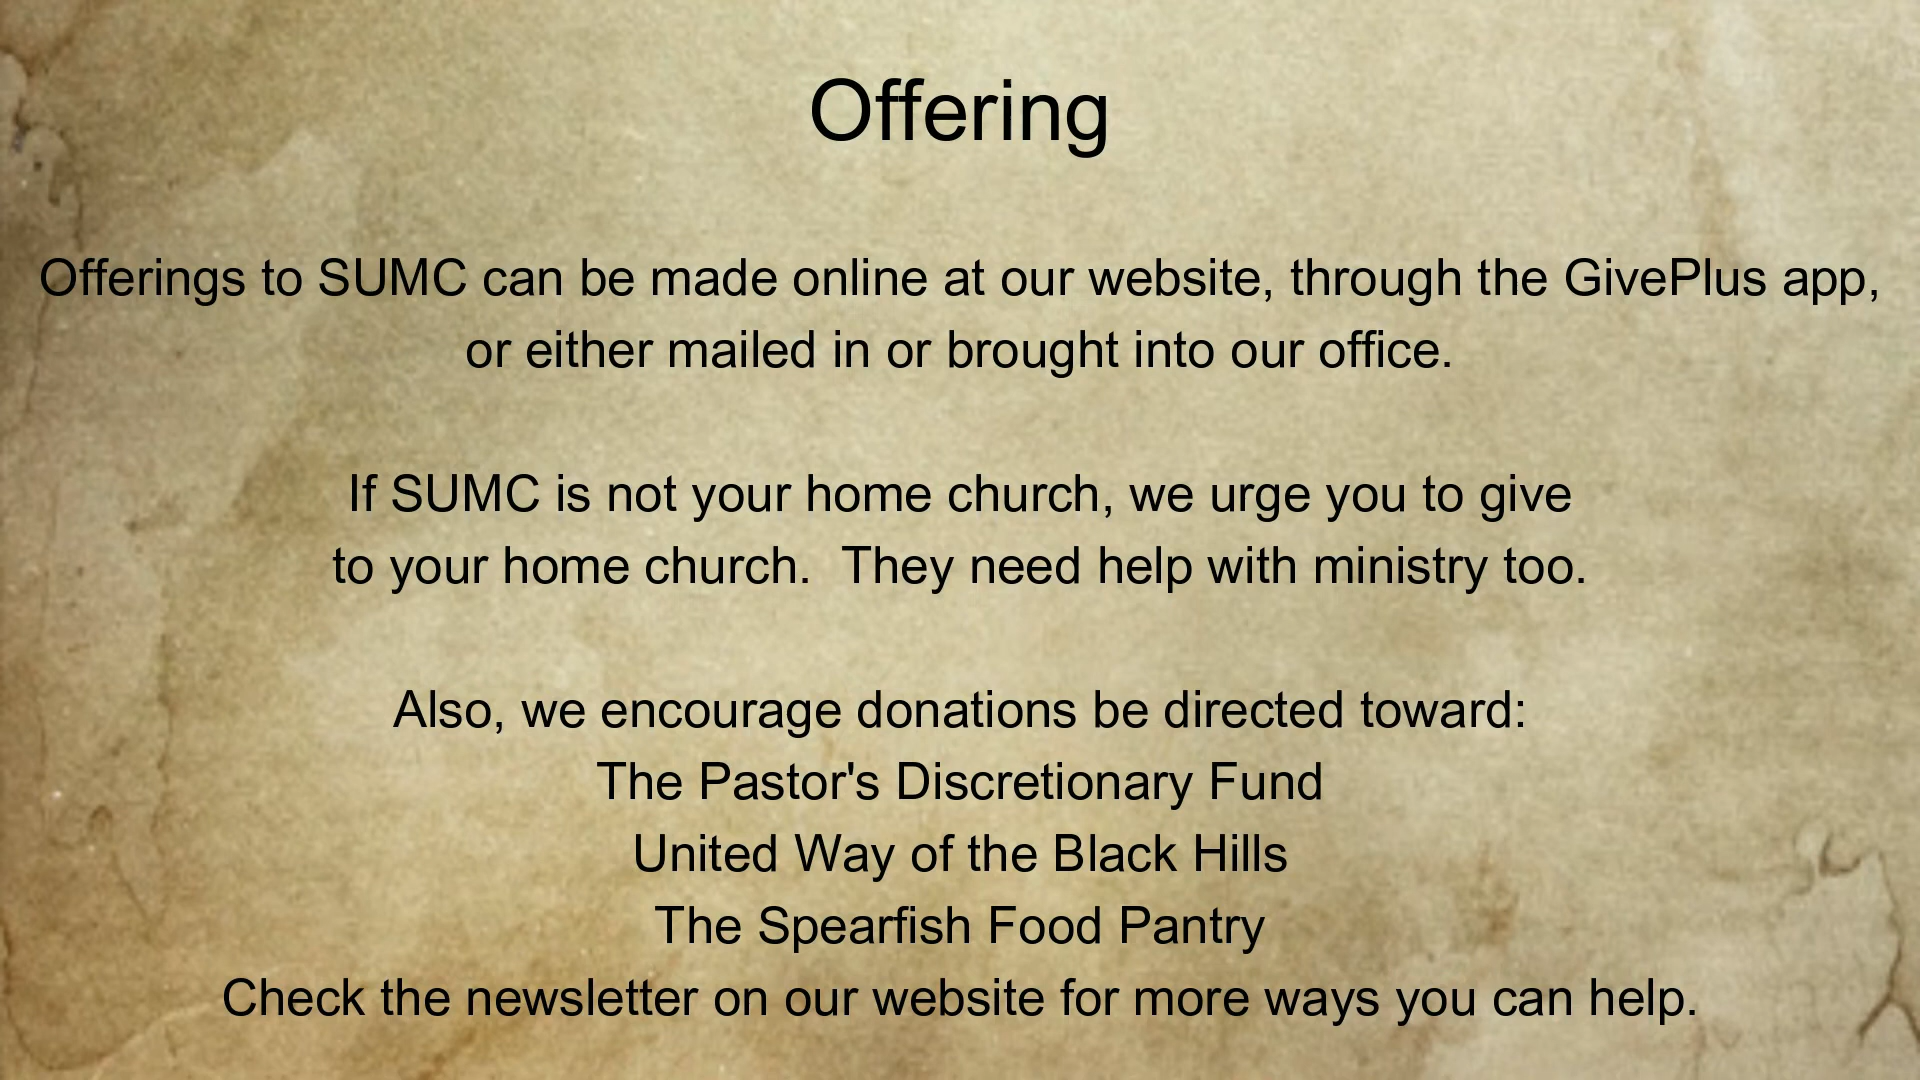 Offering
Offerings to SUMC can be made online at our website, through the GivePlus app,
or either mailed in or brought into our office.
If SUMC is not your home church, we urge you to give
to your home church.  They need help with ministry too.
Also, we encourage donations be directed toward:
The Pastor's Discretionary Fund
United Way of the Black Hills
The Spearfish Food Pantry
Check the newsletter on our website for more ways you can help.